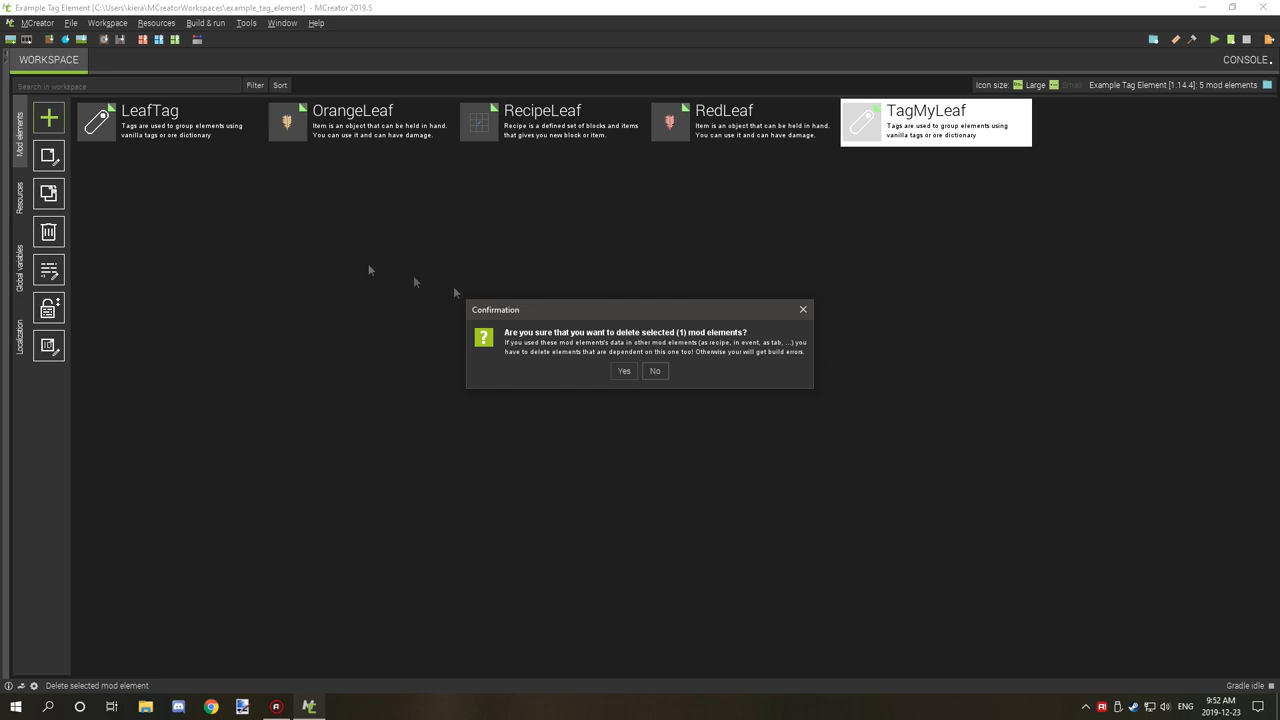 Example Tag Element [C:\Users\kiera\MCreatorWorkspaces\example_tag_element] - MCreator 2019.5
MCreator File Workspace Resources Build & run Tools Window Help
WORKSPACE
CONSOLE
Search in workspace
Filter
Sort
Icon size: Large Small Example Tag Element [1.14.4]: 5 mod elements
Mod elements
Resources
Global variables
Location
LeafTag
Tags are used to group elements using
vanilla tags or ore dictionary
OrangeLeaf
Item is an object that can be held in hand.
You can use it and can have damage.
RecipeLeaf
Recipe is a defined set of blocks and items
that gives you new block or item.
RedLeaf
Item is an object that can be held in hand.
You can use it and can have damage.
TagMyLeaf
Tags are used to group elements using
vanilla tags or ore dictionary
Confirmation
Are you sure that you want to delete selected (1) mod elements?
If you used these mod elements's data in other mod elements (as recipe, in event, as tab, ...) you
have to delete elements that are dependent on this one too! Otherwise your will get build errors.
Yes
No
Delete selected mod element
Gradle idle
ENG
9:52 AM
2019-12-23